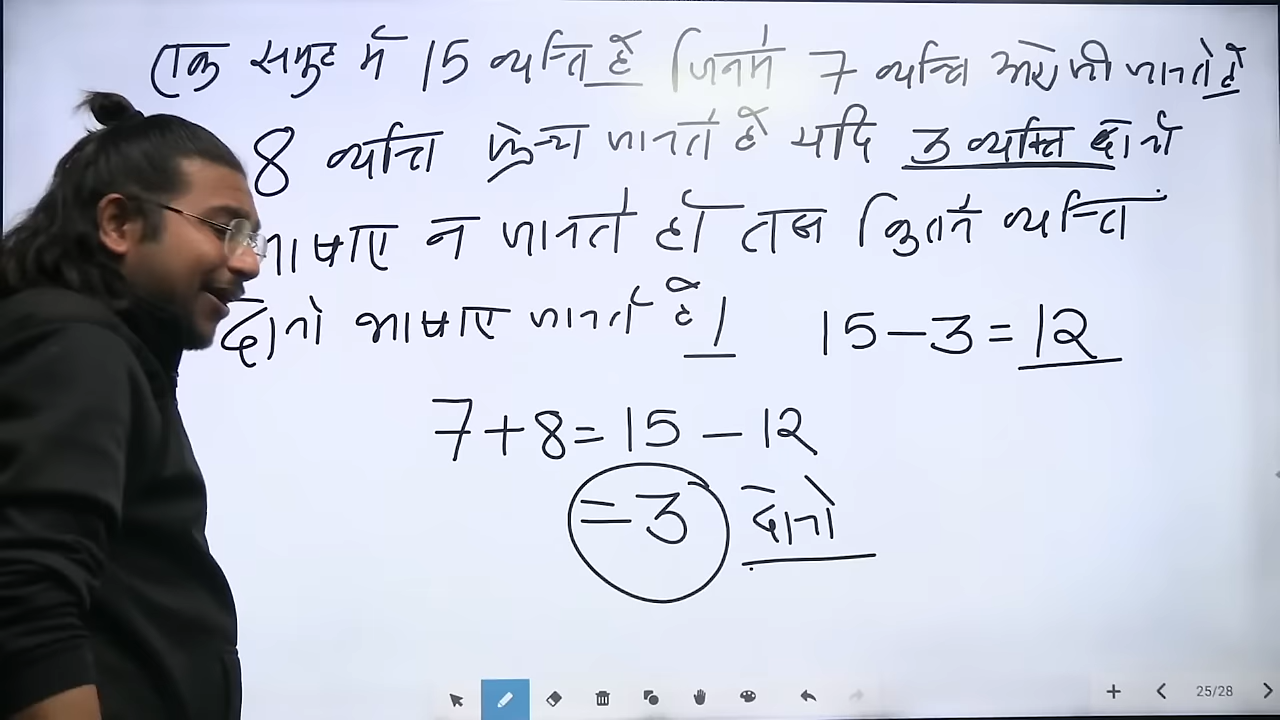 एक समुह में 15 व्यक्ति है जिनमे 7 व्यक्ति अंग्रेजी जानते है
8 व्यक्ति फ्रेन्च जानते है यदि 3 व्यक्ति दोनो
भाषाए न जानते हो तब कितने व्यक्ति
दोनो भाषाए जानते है । 15-3=12
7+8=15-12
=3 दोनो
25/28